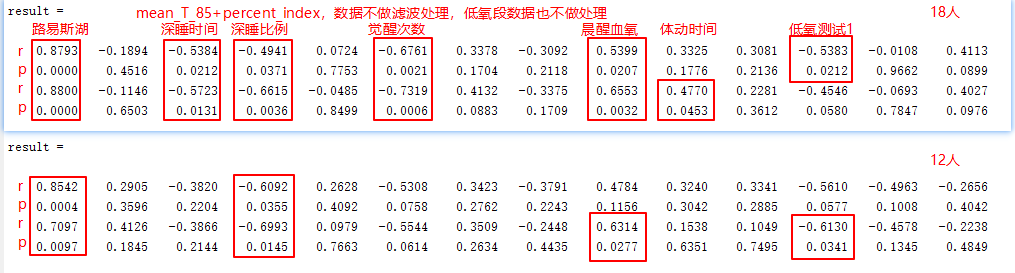 result =
mean_T_85+percent_index，数据不做滤波处理，低氧段数据也不做处理
18人
路易斯湖 深睡时间 深睡比例 觉醒次数 晨醒血氧 体动时间 低氧测试1
r 0.8793 -0.1894 -0.5384 -0.4941 0.0724 -0.6761 0.3378 -0.3092 0.5399 0.3325 0.3081 -0.5383 -0.0108 0.4113
p 0.0000 0.4516 0.0212 0.0371 0.7753 0.0021 0.1704 0.2118 0.0207 0.1776 0.2136 0.0212 0.9662 0.0899
r 0.8800 -0.1146 -0.5723 -0.6615 -0.0485 -0.7319 0.4132 -0.3375 0.6553 0.4770 0.2281 -0.4546 -0.0693 0.4027
p 0.0000 0.6503 0.0131 0.0036 0.8499 0.0006 0.0883 0.1709 0.0032 0.0453 0.3612 0.0580 0.7847 0.0976
result =
12人
r 0.8542 0.2905 -0.3820 -0.6092 0.2628 -0.5308 0.3423 -0.3791 0.4784 0.3240 0.3341 -0.5610 -0.4963 -0.2656
p 0.0004 0.3596 0.2204 0.0355 0.4092 0.0758 0.2762 0.2243 0.1156 0.3042 0.2885 0.0577 0.1008 0.4042
r 0.7097 0.4126 -0.3866 -0.6993 0.0979 -0.5544 0.3509 -0.2448 0.6314 0.1538 0.1049 -0.6130 -0.4578 -0.2238
p 0.0097 0.1845 0.2144 0.0145 0.7663 0.0614 0.2634 0.4435 0.0277 0.6351 0.7495 0.0341 0.1345 0.4849